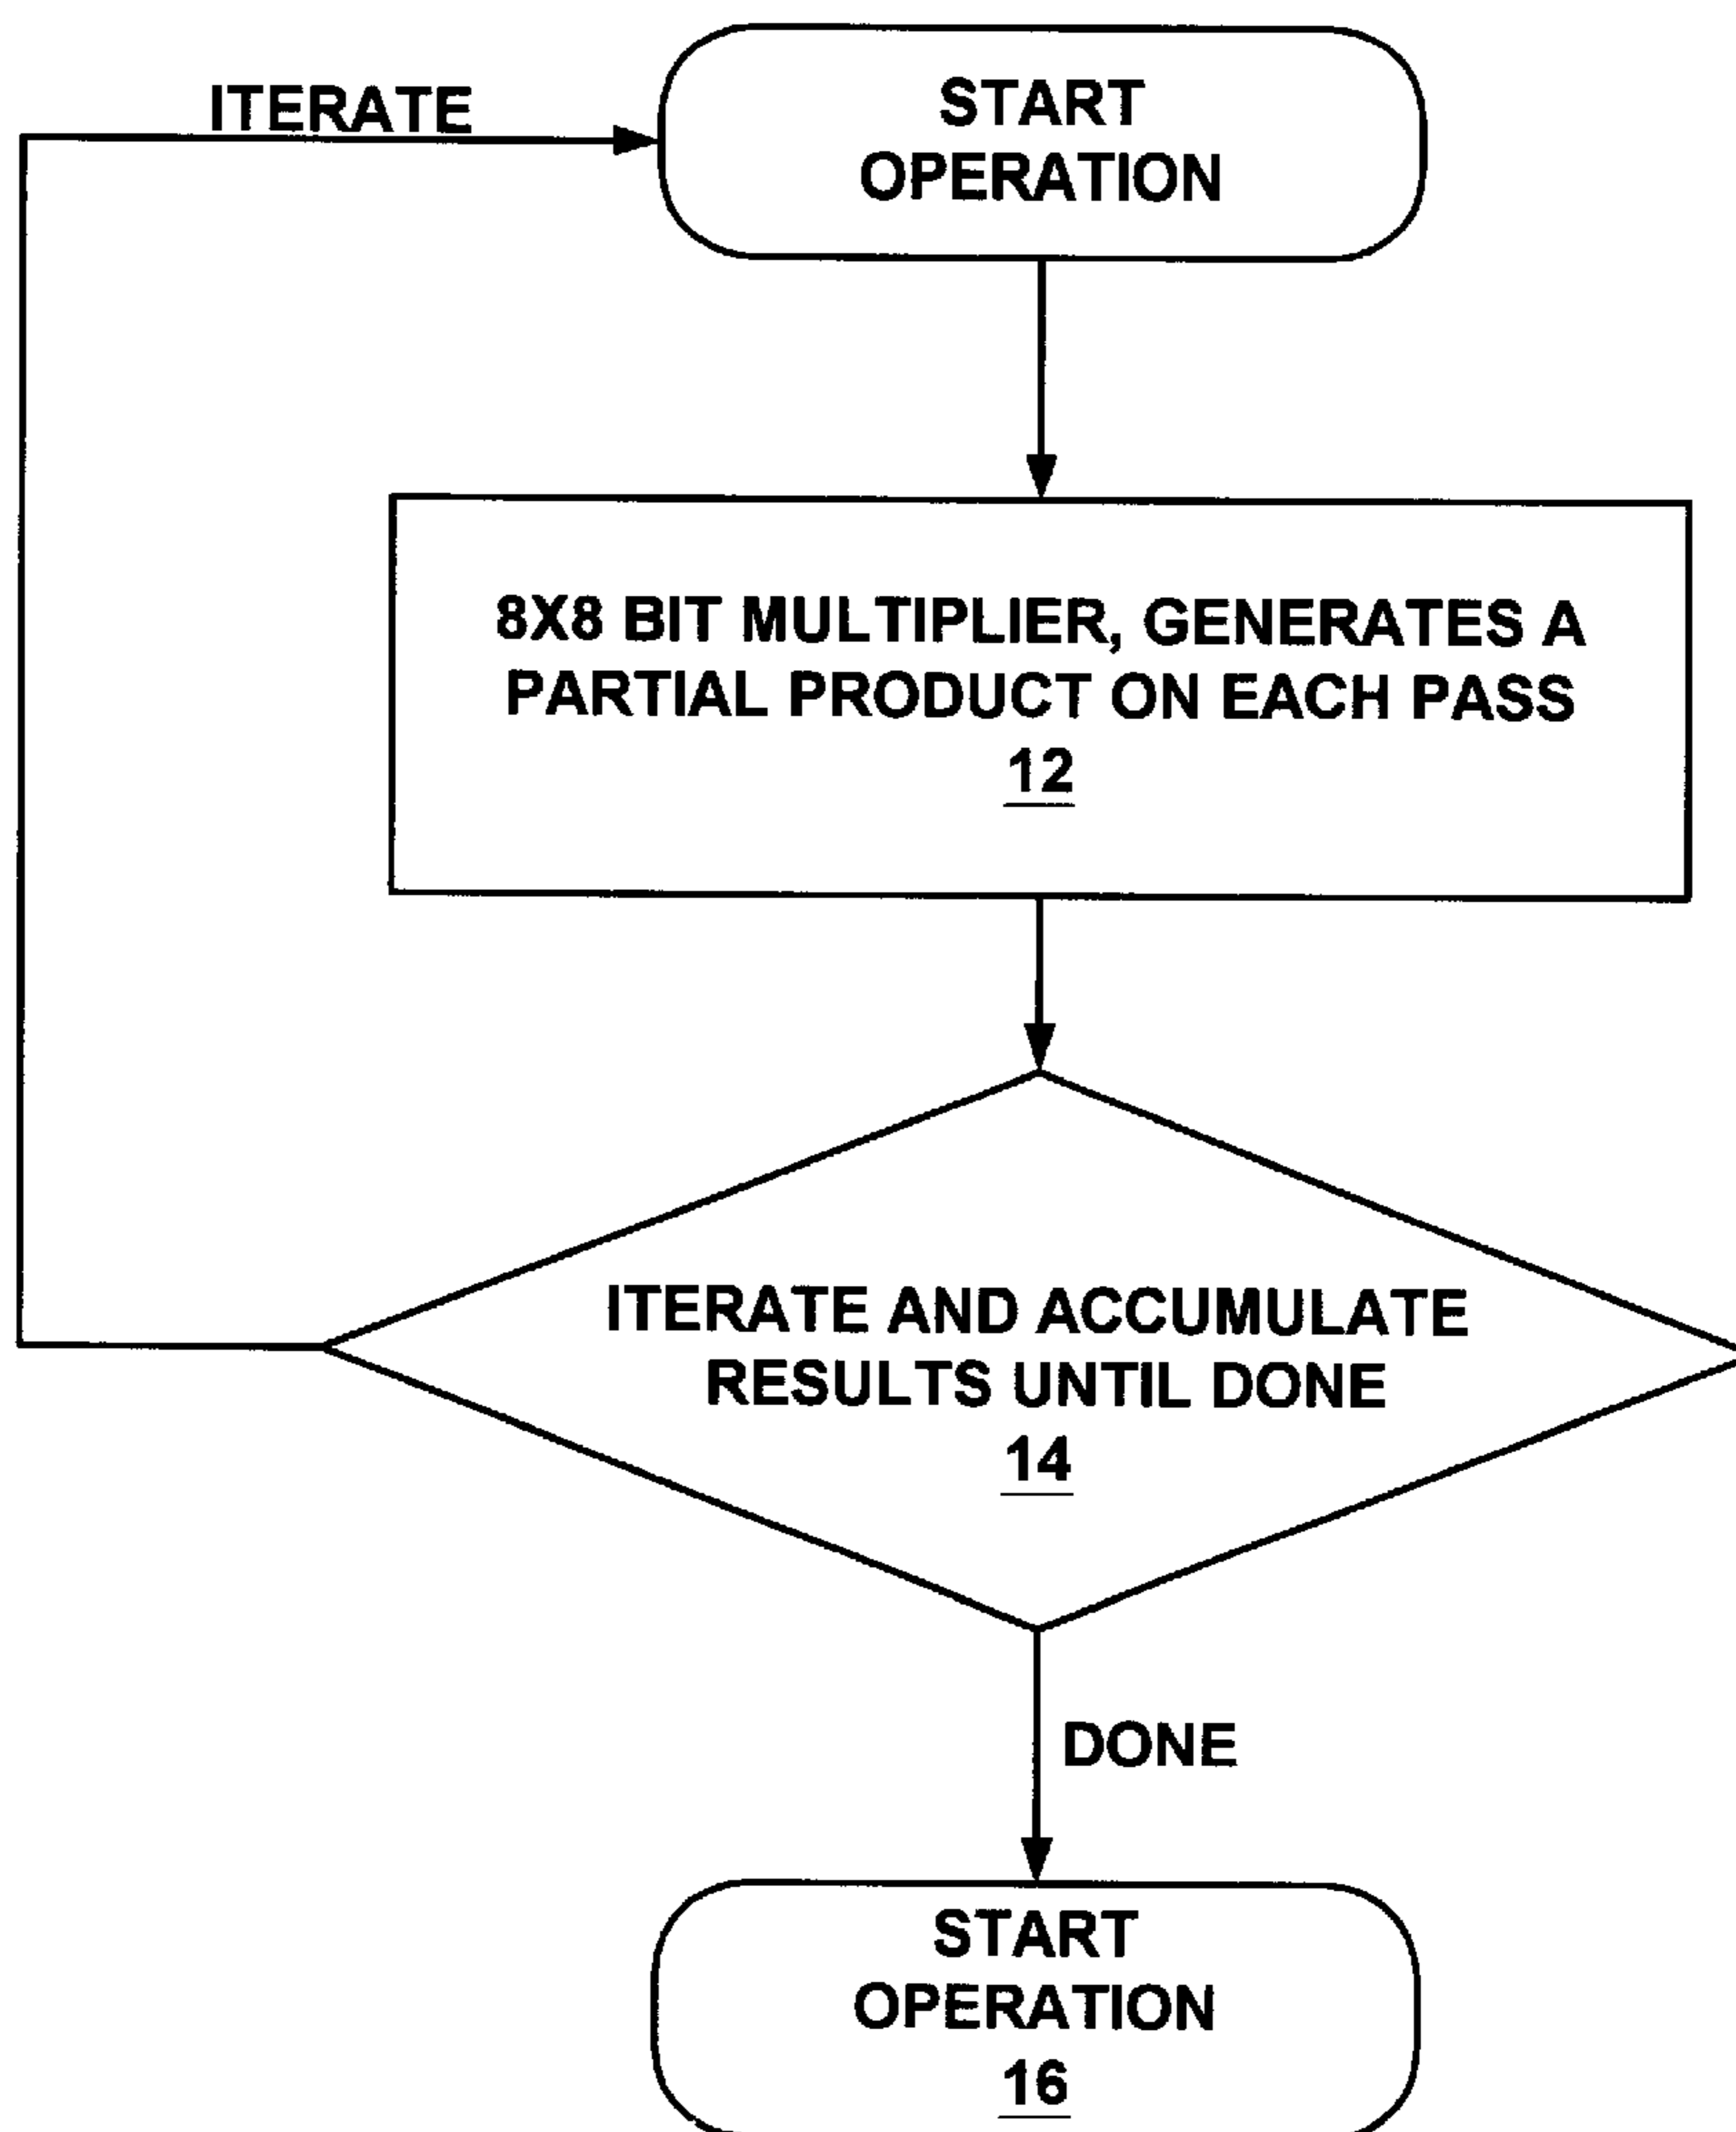 ITERATE
START
OPERATION
8X8 BIT MULTIPLIER, GENERATES A
PARTIAL PRODUCT ON EACH PASS
12
ITERATE AND ACCUMULATE
RESULTS UNTIL DONE
14
DONE
START
OPERATION
16